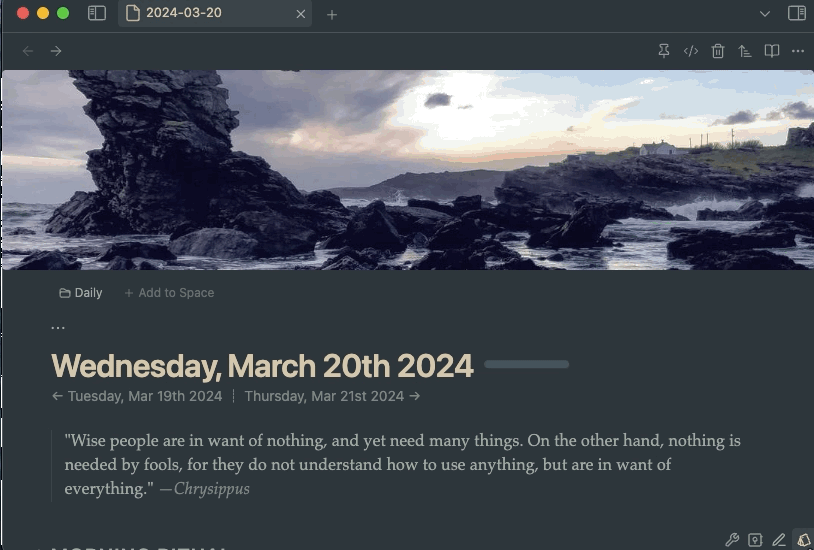 2024-03-20
Daily + Add to Space
...
Wednesday, March 20th 2024
← Tuesday, Mar 19th 2024 | Thursday, Mar 21st 2024 →
"Wise people are in want of nothing, and yet need many things. On the other hand, nothing is
needed by fools, for they do not understand how to use anything, but are in want of
everything." —Chrysippus